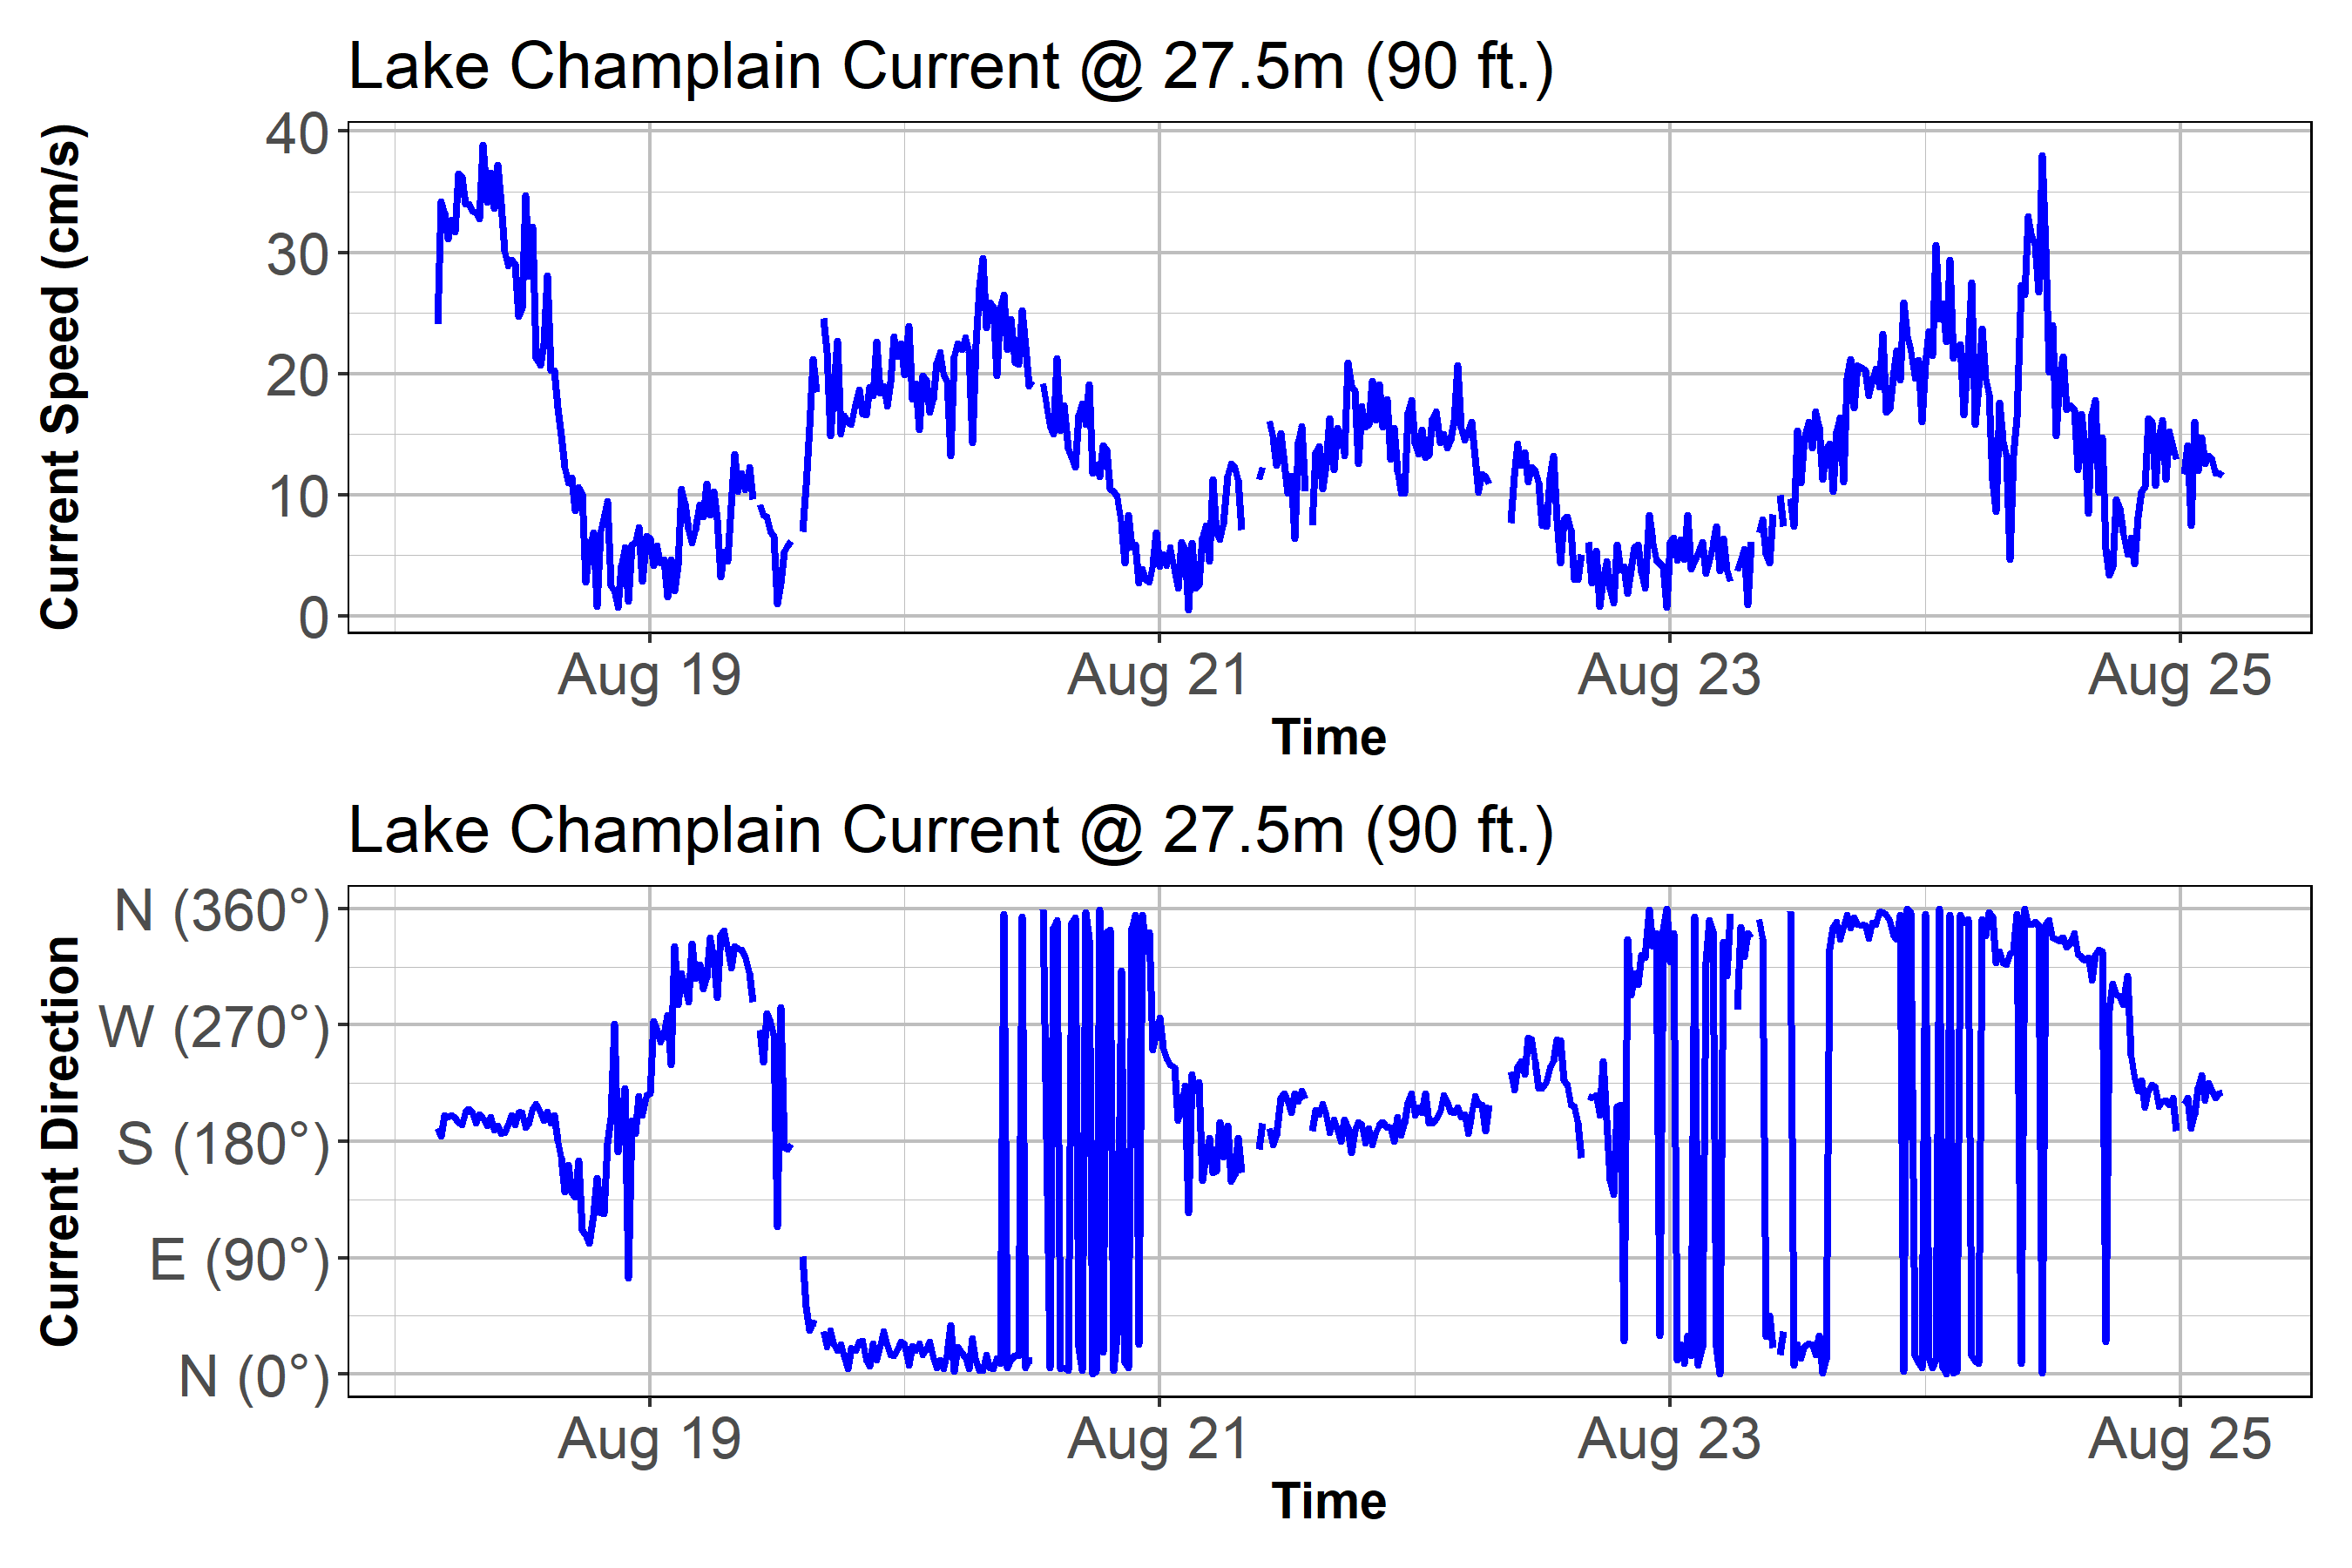 Lake Champlain Current @ 27.5m (90 ft.)
Current Speed (cm/s)
40
30
20
10
0
Aug 19 Aug 21 Aug 23 Aug 25
Time
Lake Champlain Current @ 27.5m (90 ft.)
Current Direction
N (360°)
W (270°)
S (180°)
E (90°)
N (0°)
Aug 19 Aug 21 Aug 23 Aug 25
Time